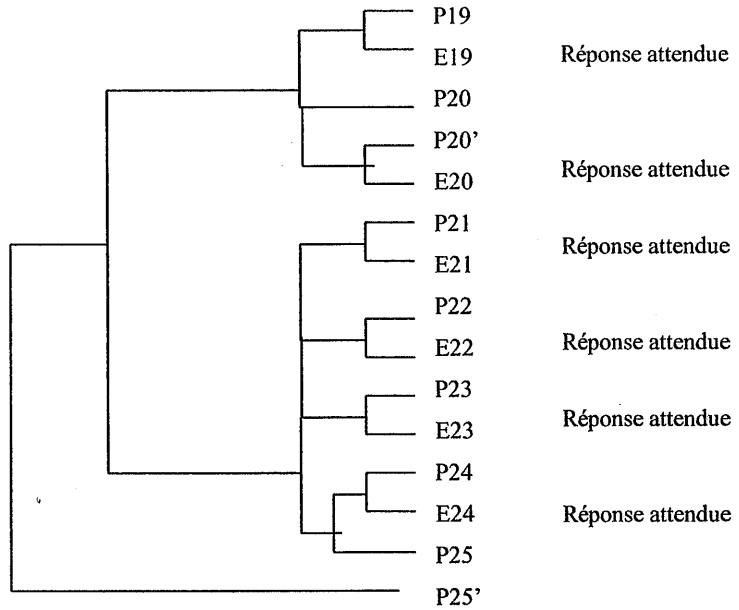 P19
E19 Réponse attendue
P20
P20’
E20 Réponse attendue
P21
E21 Réponse attendue
P22
E22 Réponse attendue
P23
E23 Réponse attendue
P24
E24 Réponse attendue
P25
P25’